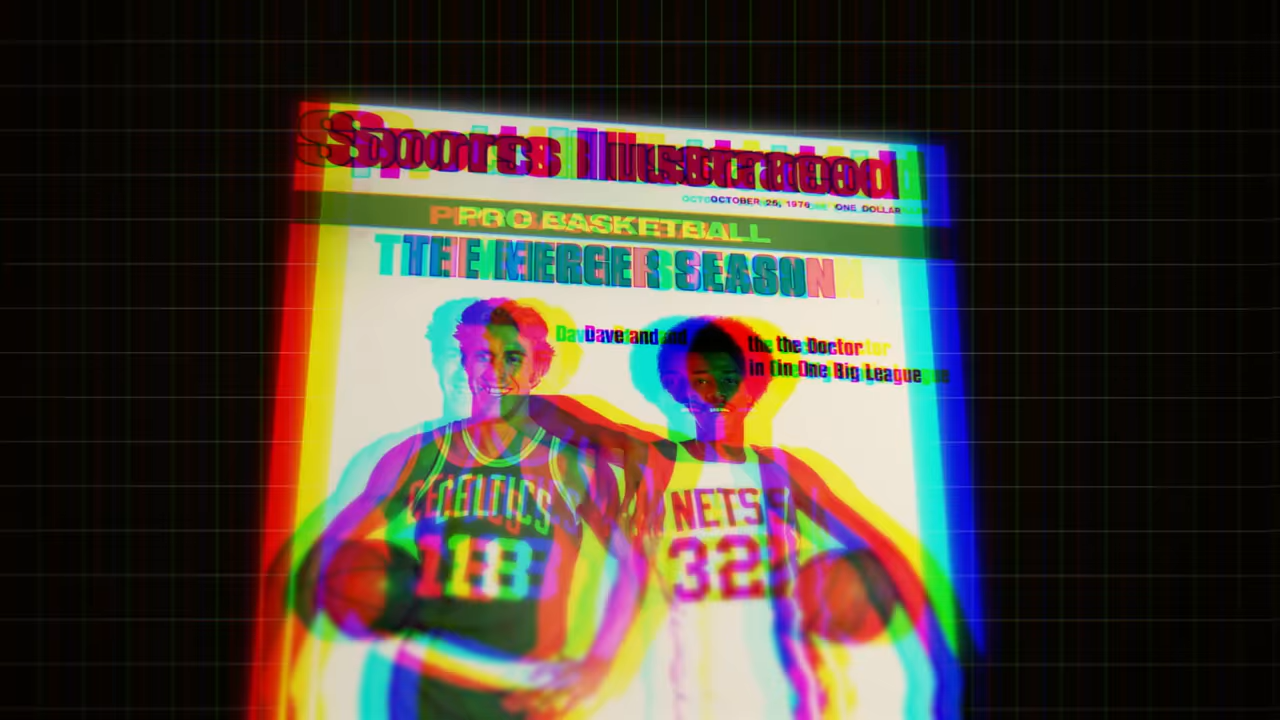 Sports Illustrated
OCTOBER 25, 1976 ONE DOLLAR
PRO BASKETBALL
THE MERGER SEASON
Dave and the Doctor
in One Big League
CELTICS
18
NETS
32